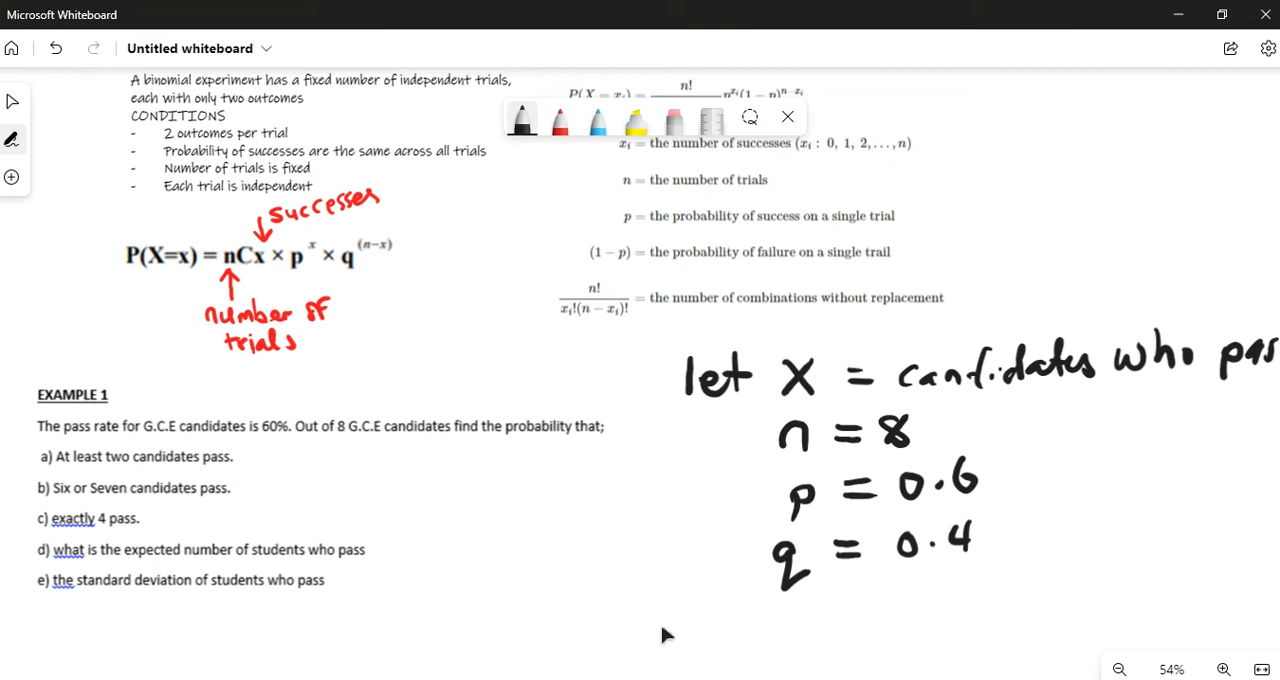 Microsoft Whiteboard
Untitled whiteboard
A binomial experiment has a fixed number of independent trials,
each with only two outcomes
CONDITIONS
- 2 outcomes per trial
- Probability of successes are the same across all trials
- Number of trials is fixed
- Each trial is independent
successes
P(X=x) = nCx × p^x × q^(n−x)
number of
trials
n!
x_i = the number of successes (x_i : 0, 1, 2, . . . , n)
n = the number of trials
p = the probability of success on a single trial
(1 − p) = the probability of failure on a single trail
n! / x_i!(n − x_i)! = the number of combinations without replacement
let X = candidates who pas
n = 8
p = 0.6
q = 0.4
EXAMPLE 1
The pass rate for G.C.E candidates is 60%. Out of 8 G.C.E candidates find the probability that;
a) At least two candidates pass.
b) Six or Seven candidates pass.
c) exactly 4 pass.
d) what is the expected number of students who pass
e) the standard deviation of students who pass
54%